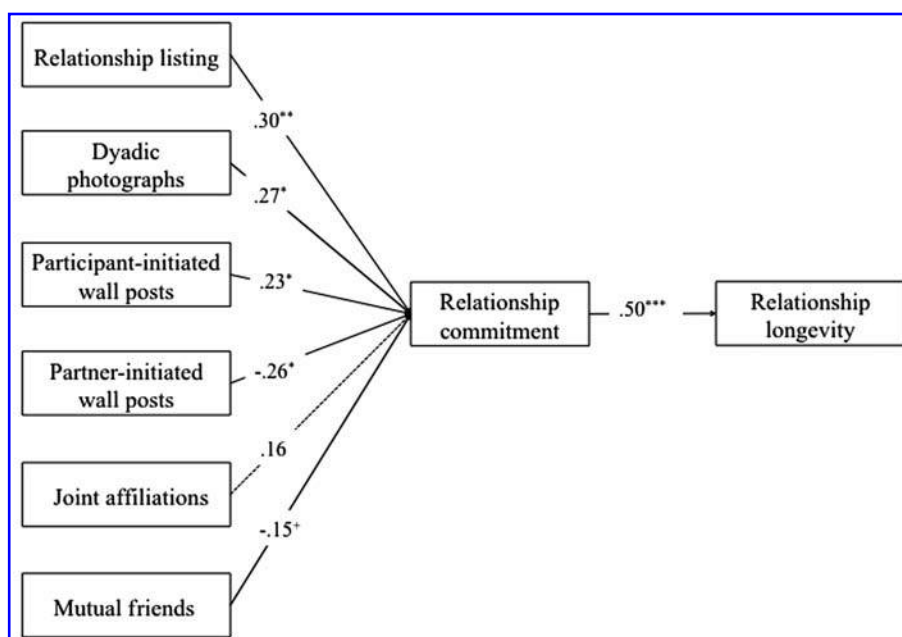 Relationship listing
.30**
Dyadic
photographs
.27*
Participant-initiated
wall posts
.23*
Partner-initiated
wall posts
-.26*
Joint affiliations
.16
Mutual friends
-.15+
Relationship
commitment
.50***
Relationship
longevity